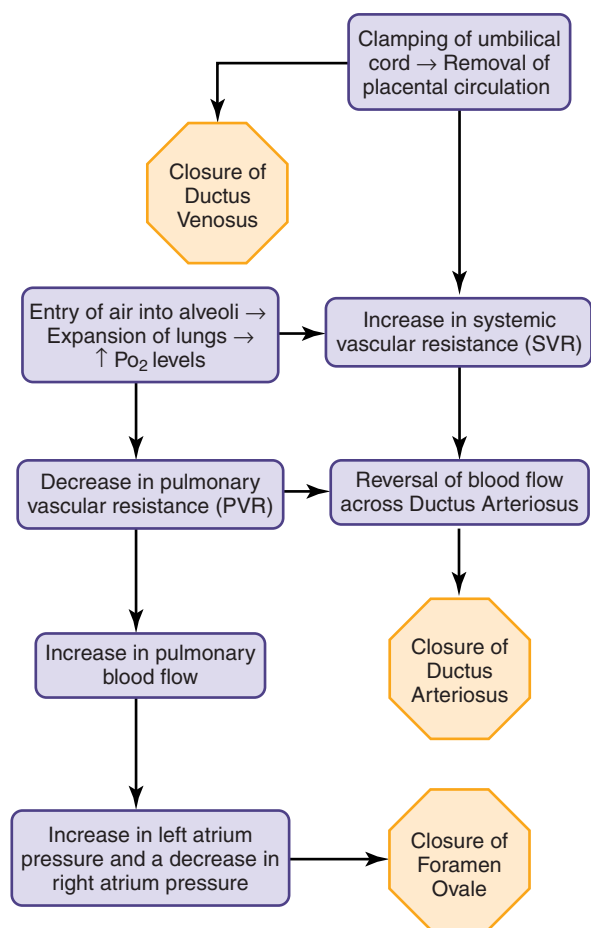 Clamping of umbilical
cord → Removal of
placental circulation
Closure of
Ductus
Venosus
Entry of air into alveoli →
Expansion of lungs →
↑ Po₂ levels
Increase in systemic
vascular resistance (SVR)
Decrease in pulmonary
vascular resistance (PVR)
Reversal of blood flow
across Ductus Arteriosus
Increase in pulmonary
blood flow
Closure of
Ductus
Arteriosus
Increase in left atrium
pressure and a decrease in
right atrium pressure
Closure of
Foramen
Ovale